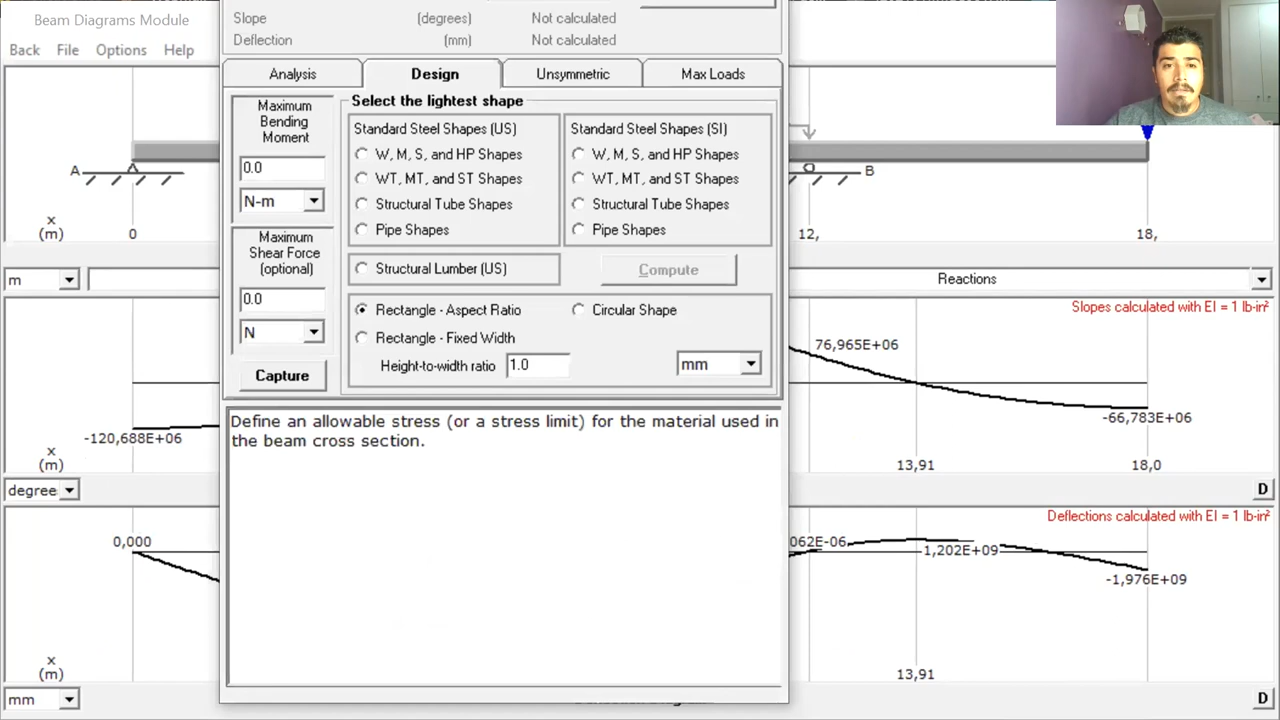 Beam Diagrams Module
Back File Options Help
Slope (degrees) Not calculated
Deflection (mm) Not calculated
Analysis Design Unsymmetric Max Loads
Maximum
Bending
Moment
0.0
N-m
Maximum
Shear Force
(optional)
0.0
N
Capture
Select the lightest shape
Standard Steel Shapes (US)
W, M, S, and HP Shapes
WT, MT, and ST Shapes
Structural Tube Shapes
Pipe Shapes
Standard Steel Shapes (SI)
W, M, S, and HP Shapes
WT, MT, and ST Shapes
Structural Tube Shapes
Pipe Shapes
Structural Lumber (US)
Compute
Rectangle - Aspect Ratio
Circular Shape
Rectangle - Fixed Width
Height-to-width ratio 1.0 mm
Define an allowable stress (or a stress limit) for the material used in
the beam cross section.
A
B
x
(m)
0
12,
18,
m
Reactions
Slopes calculated with EI = 1 lb-in²
76,965E+06
-120,688E+06
-66,783E+06
x
(m)
13,91
18,0
degree
D
Deflections calculated with EI = 1 lb-in²
0,000
062E-06
1,202E+09
-1,976E+09
x
(m)
13,91
mm
D